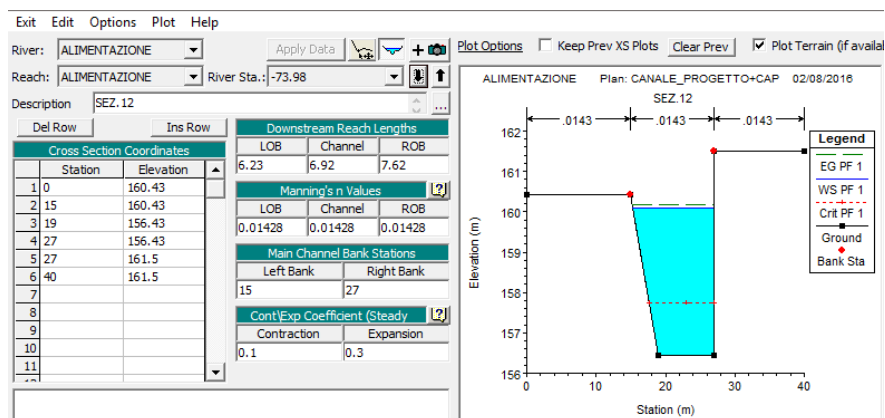 Exit Edit Options Plot Help
River: ALIMENTAZIONE Apply Data + Plot Options Keep Prev XS Plots Clear Prev Plot Terrain (if availal
Reach: ALIMENTAZIONE River Sta.: -73.98
Description SEZ.12 ...
Del Row Ins Row
Cross Section Coordinates
Station Elevation
1 0 160.43
2 15 160.43
3 19 156.43
4 27 156.43
5 27 161.5
6 40 161.5
7
8
9
10
11
Downstream Reach Lengths
LOB Channel ROB
6.23 6.92 7.62
Manning's n Values
LOB Channel ROB
0.01428 0.01428 0.01428
Main Channel Bank Stations
Left Bank Right Bank
15 27
Cont\Exp Coefficient (Steady
Contraction Expansion
0.1 0.3
ALIMENTAZIONE Plan: CANALE_PROGETTO+CAP 02/08/2016
SEZ.12
.0143 .0143 .0143
Elevation (m)
162
161
160
159
158
157
156
0 10 20 30 40
Station (m)
Legend
EG PF 1
WS PF 1
Crit PF 1
Ground
Bank Sta